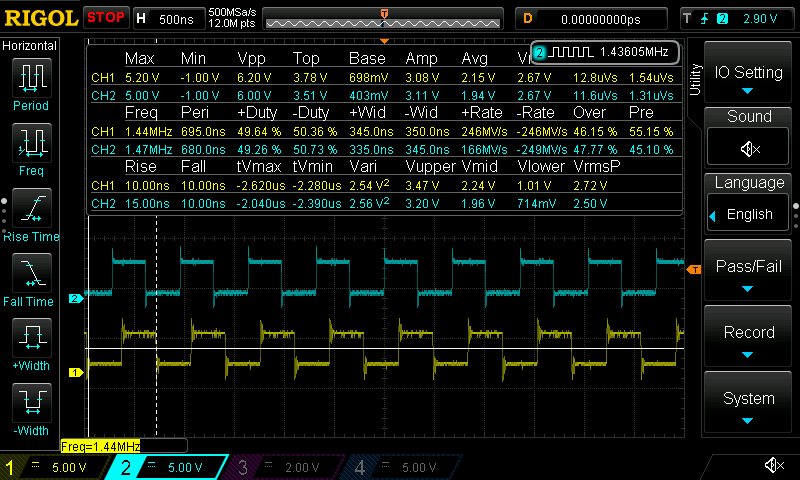 RIGOL STOP H 500ns 500MSa/s 12.0M pts T D 0.00000000ps T 2 2.90 V
Horizontal
Period
Freq
Rise Time
Fall Time
+Width
-Width
2 1.43605MHz
Max Min Vpp Top Base Amp Avg
CH1 5.20 V -1.00 V 6.20 V 3.78 V 698mV 3.08 V 2.15 V 2.67 V 12.8uVs 1.54uVs
CH2 5.00 V -1.00 V 6.00 V 3.51 V 403mV 3.11 V 1.94 V 2.67 V 11.6uVs 1.31uVs
Freq Peri +Duty -Duty +Wid -Wid +Rate -Rate Over Pre
CH1 1.44MHz 695.0ns 49.64 % 50.36 % 345.0ns 350.0ns 246MV/s -246MV/s 46.15 % 55.15 %
CH2 1.47MHz 680.0ns 49.26 % 50.73 % 335.0ns 345.0ns 166MV/s -249MV/s 47.77 % 45.10 %
Rise Fall tVmax tVmin Vari Vupper Vmid Vlower VrmsP
CH1 10.00ns 10.00ns -2.620us -2.280us 2.54 V² 3.47 V 2.24 V 1.01 V 2.72 V
CH2 15.00ns 10.00ns -2.040us -2.390us 2.56 V² 3.20 V 1.96 V 714mV 2.50 V
T
2
1
Freq=1.44MHz
Utility
IO Setting
Sound
Language
English
Pass/Fail
Record
System
1 5.00 V 2 5.00 V 3 2.00 V 4 5.00 V